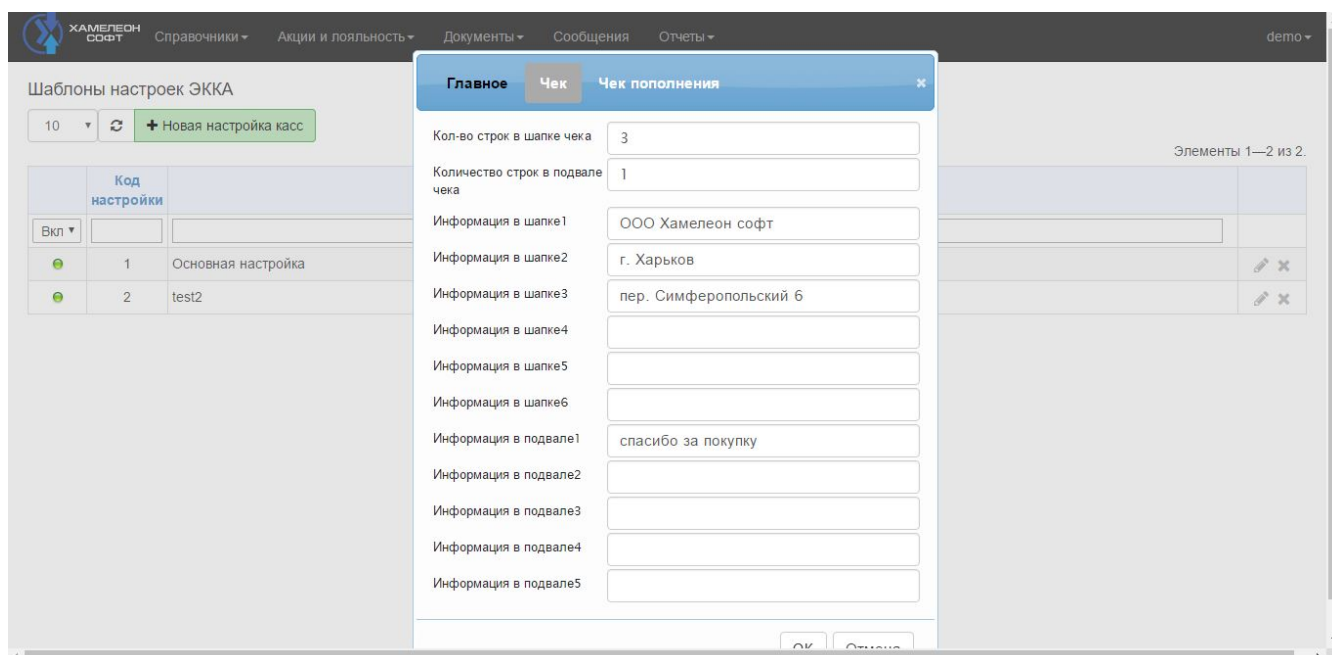 ХАМЕЛЕОН
СОФТ
Справочники Акции и лояльность Документы Сообщения Отчеты demo
Шаблоны настроек ЭККА
10 Новая настройка касс
Элементы 1—2 из 2.
Код
настройки
Вкл
1 Основная настройка
2 test2
Главное Чек Чек пополнения ×
Кол-во строк в шапке чека 3
Количество строк в подвале 1
чека
Информация в шапке1 ООО Хамелеон софт
Информация в шапке2 г. Харьков
Информация в шапке3 пер. Симферопольский 6
Информация в шапке4
Информация в шапке5
Информация в шапке6
Информация в подвале1 спасибо за покупку
Информация в подвале2
Информация в подвале3
Информация в подвале4
Информация в подвале5
ОК Отмена